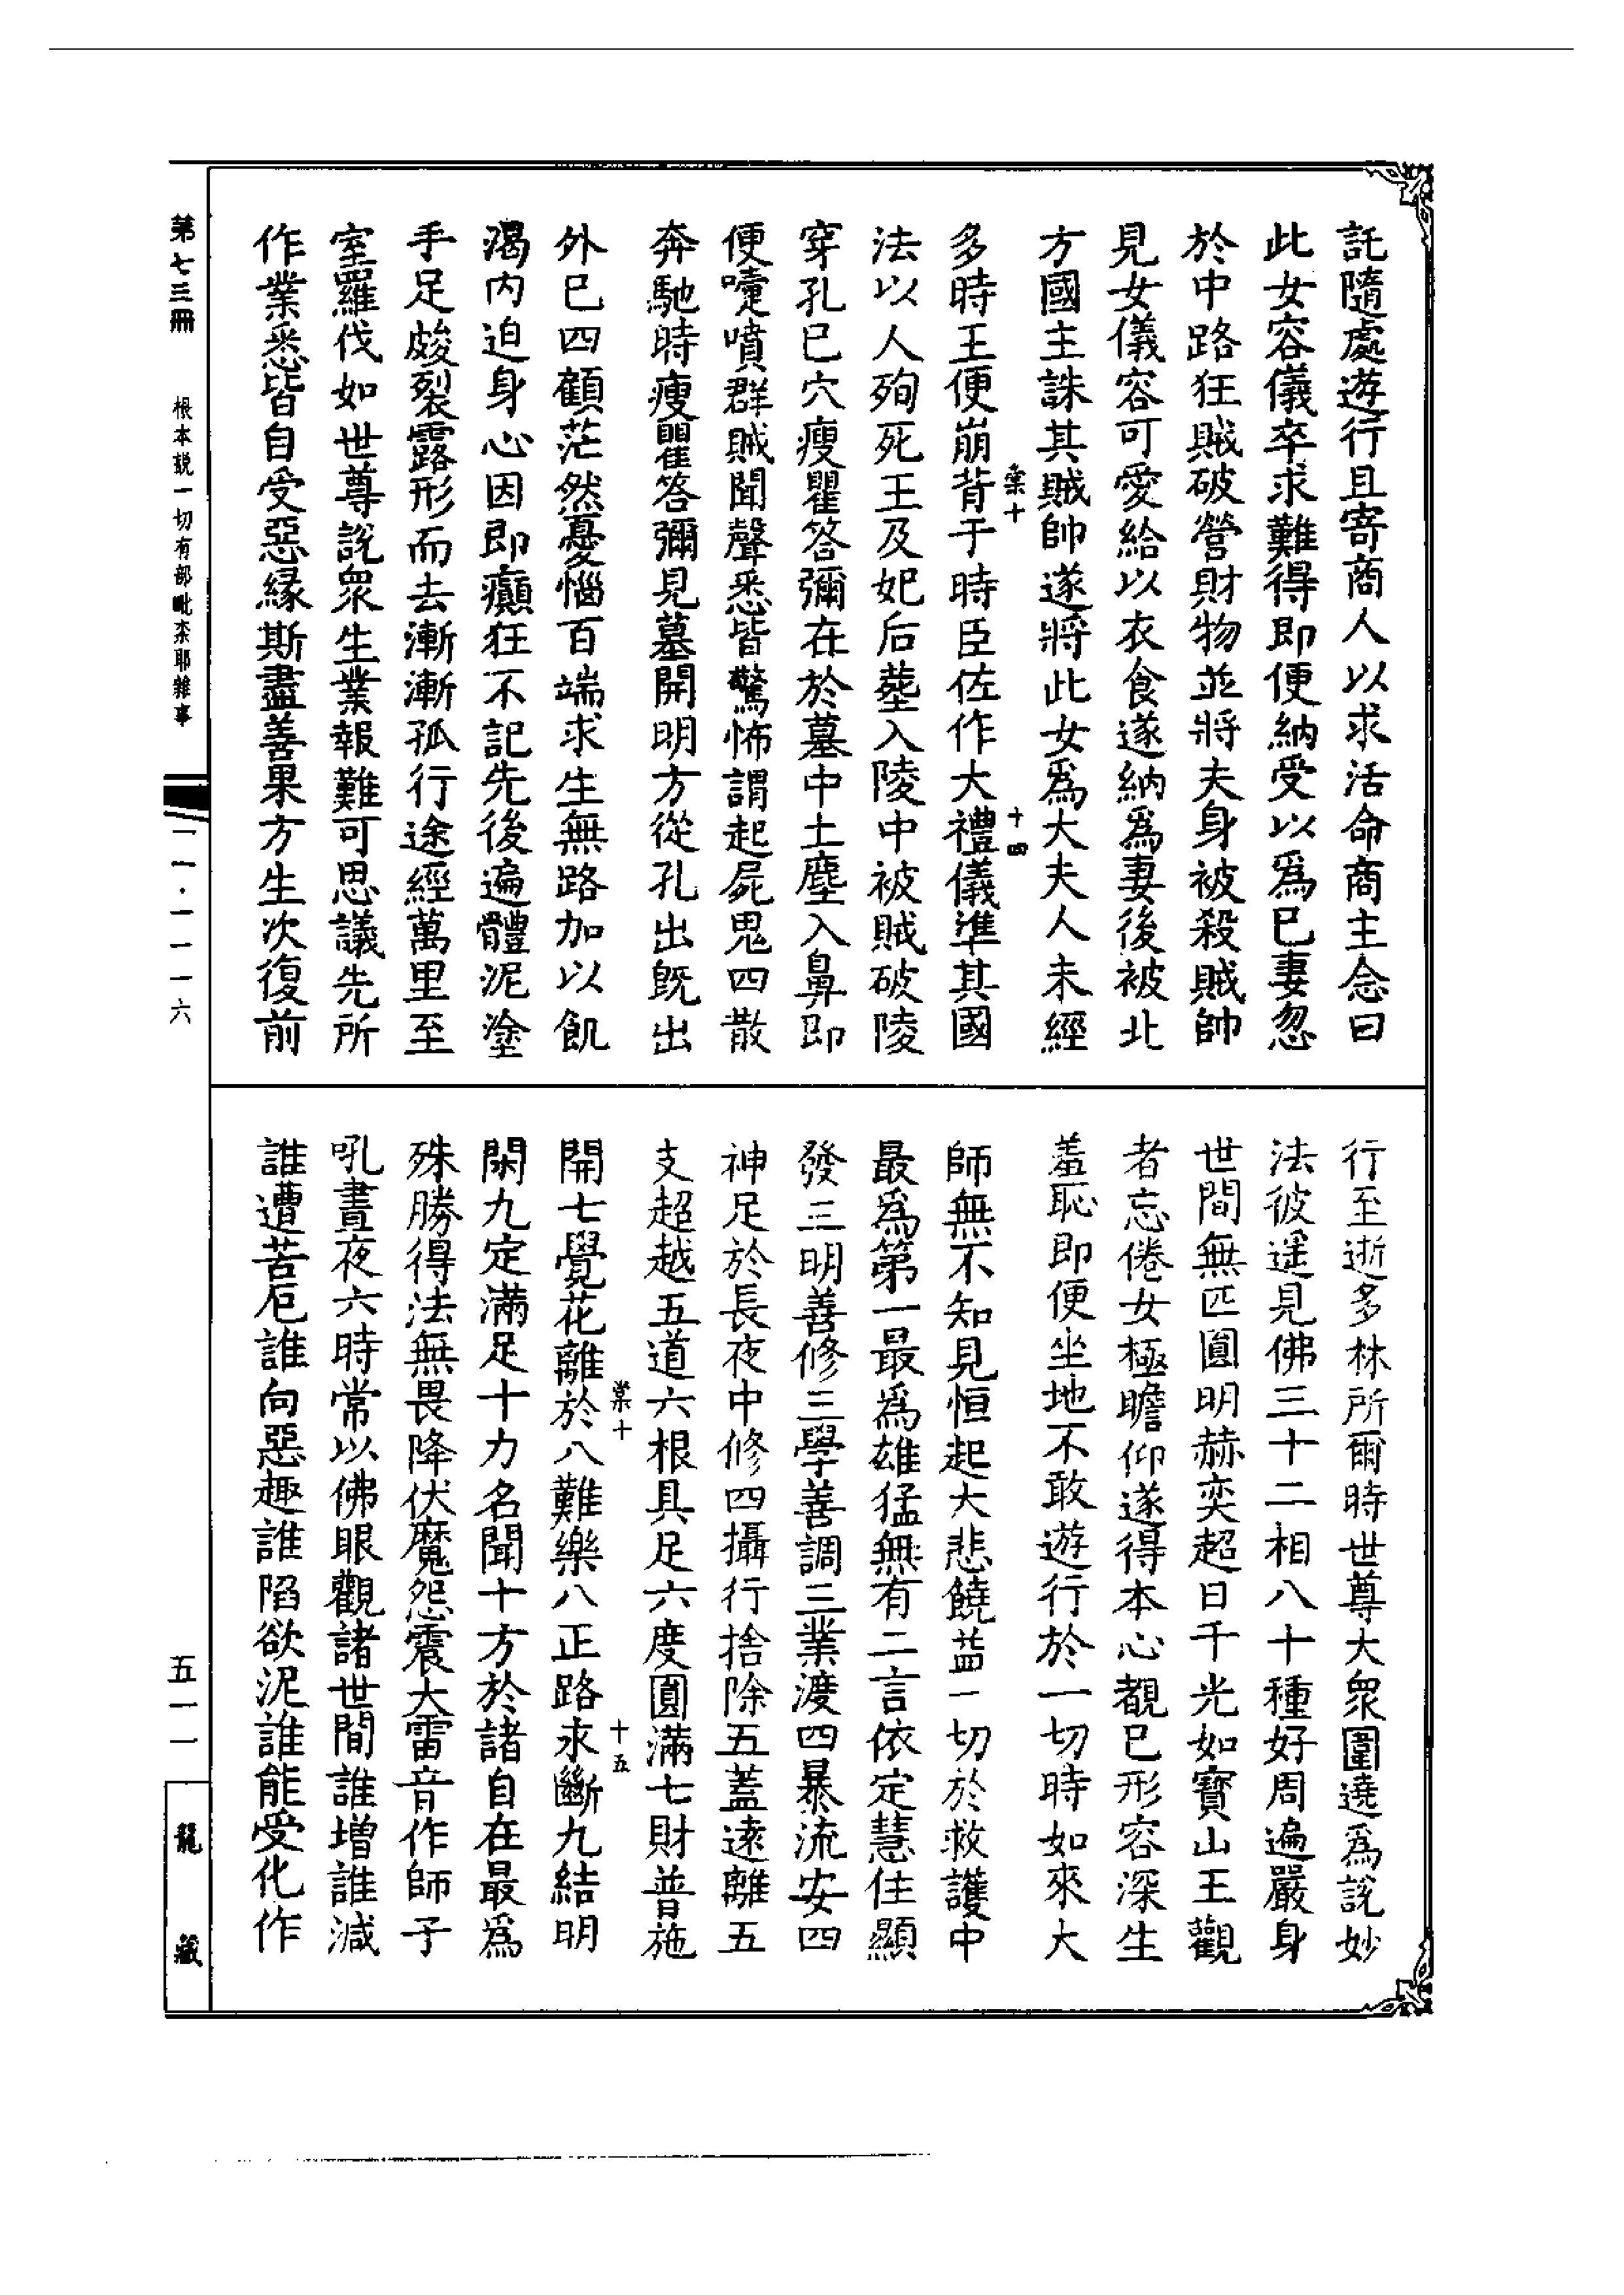 託隨處遊行且寄商人以求活命商主念曰
此女容儀卒求難得即便納受以爲已妻忽
於中路狂賊破營財物並將夫身被殺賊帥
見女儀容可愛給以衣食遂納爲妻後被北
方國主誅其賊帥遂將此女爲大夫人未經
棠十
十四
多時王便崩背于時臣佐作大禮儀準其國
法以人殉死王及妃后塟入陵中被賊破陵
穿孔已穴瘦瞿答彌在於墓中土塵入鼻即
便嚏噴群賊聞聲悉皆驚怖謂起屍鬼四散
奔馳時瘦瞿答彌見墓開明方從孔出既出
外已四顧茫然憂惱百端求生無路加以飢
渴内迫身心因即癲狂不記先後遍體泥塗
手足皴裂露形而去漸漸孤行途經萬里至
室羅伐如世尊說衆生業報難可思議先所
作業悉皆自受惡緣斯盡善果方生次復前
行至逝多林所爾時世尊大衆圍遶爲說妙
法彼遥見佛三十二相八十種好周遍嚴身
世間無匹圓明赫奕超日千光如寶山王觀
者忘倦女極瞻仰遂得本心覩已形容深生
羞恥即便坐地不敢遊行於一切時如來大
師無不知見恒起大悲饒益一切於救護中
最爲第一最爲雄猛無有二言依定慧住顯
發三明善修三學善調三業渡四暴流安四
神足於長夜中修四攝行捨除五蓋遠離五
支超越五道六根具足六度圓滿七財普施
棠十
十五
開七覺花離於八難樂八正路永斷九結明
閑九定滿足十力名聞十方於諸自在最爲
殊勝得法無畏降伏魔怨震大雷音作師子
吼晝夜六時常以佛眼觀諸世間誰增誰減
誰遭苦厄誰向惡趣誰陷欲泥誰能受化作
第七三冊
根本説一切有部毗柰耶雜事
一一·一一一六
五一一
龍藏